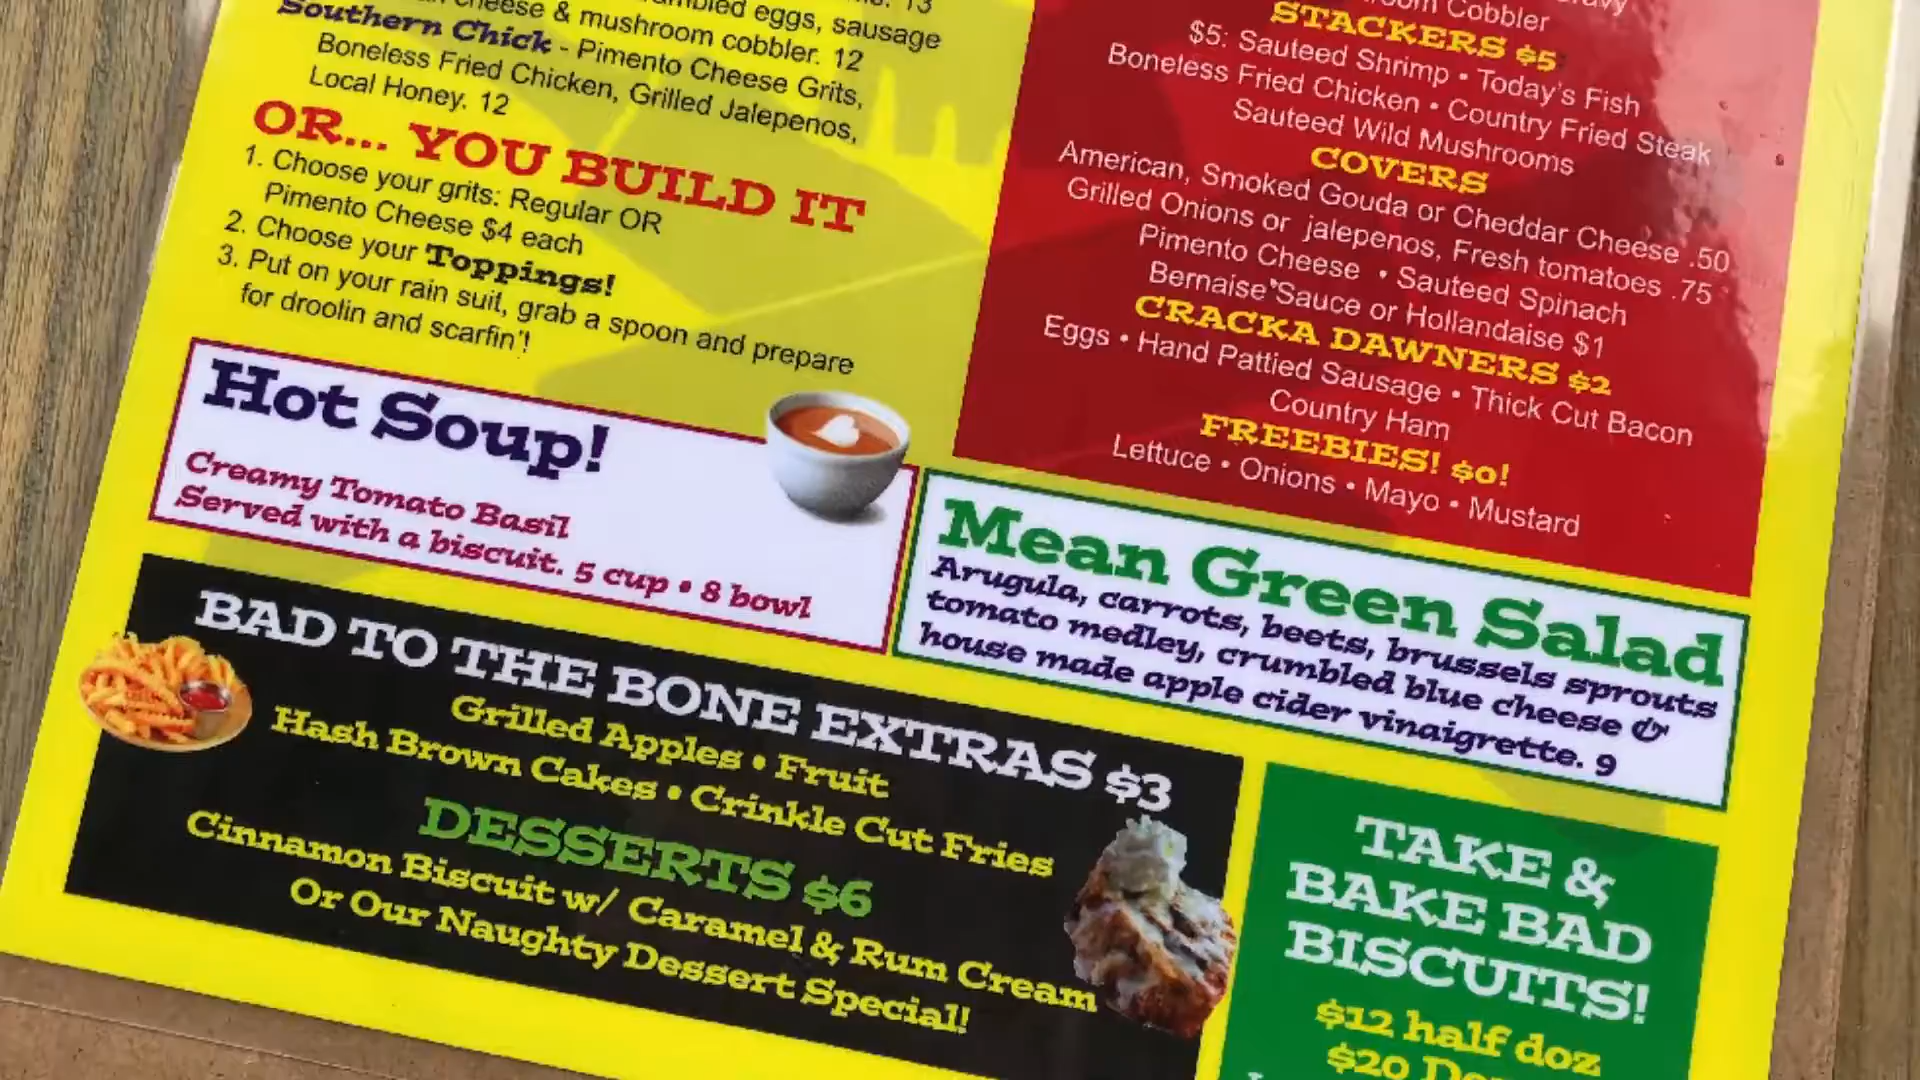 cheese & mushroom cobbler. 12
eggs, sausage
Southern Chick - Pimento Cheese Grits,
Boneless Fried Chicken, Grilled Jalepenos,
Local Honey. 12
OR... YOU BUILD IT
1. Choose your grits: Regular OR
Pimento Cheese $4 each
2. Choose your Toppings!
3. Put on your rain suit, grab a spoon and prepare
for droolin and scarfin'!
Hot Soup!
Creamy Tomato Basil
Served with a biscuit. 5 cup • 8 bowl
BAD TO THE BONE EXTRAS $3
Grilled Apples • Fruit
Hash Brown Cakes • Crinkle Cut Fries
DESSERTS $6
Cinnamon Biscuit w/ Caramel & Rum Cream
Or Our Naughty Dessert Special!
Cobbler
STACKERS $5
$5: Sauteed Shrimp • Today's Fish
Boneless Fried Chicken • Country Fried Steak
Sauteed Wild Mushrooms
COVERS
American, Smoked Gouda or Cheddar Cheese .50
Grilled Onions or jalepenos, Fresh tomatoes .75
Pimento Cheese • Sauteed Spinach
Bernaise Sauce or Hollandaise $1
CRACKA DAWNERS $2
Eggs • Hand Pattied Sausage • Thick Cut Bacon
Country Ham
FREEBIES! $0!
Lettuce • Onions • Mayo • Mustard
Mean Green Salad
Arugula, carrots, beets, brussels sprouts
tomato medley, crumbled blue cheese &
house made apple cider vinaigrette. 9
TAKE &
BAKE BAD
BISCUITS!
$12 half doz
$20